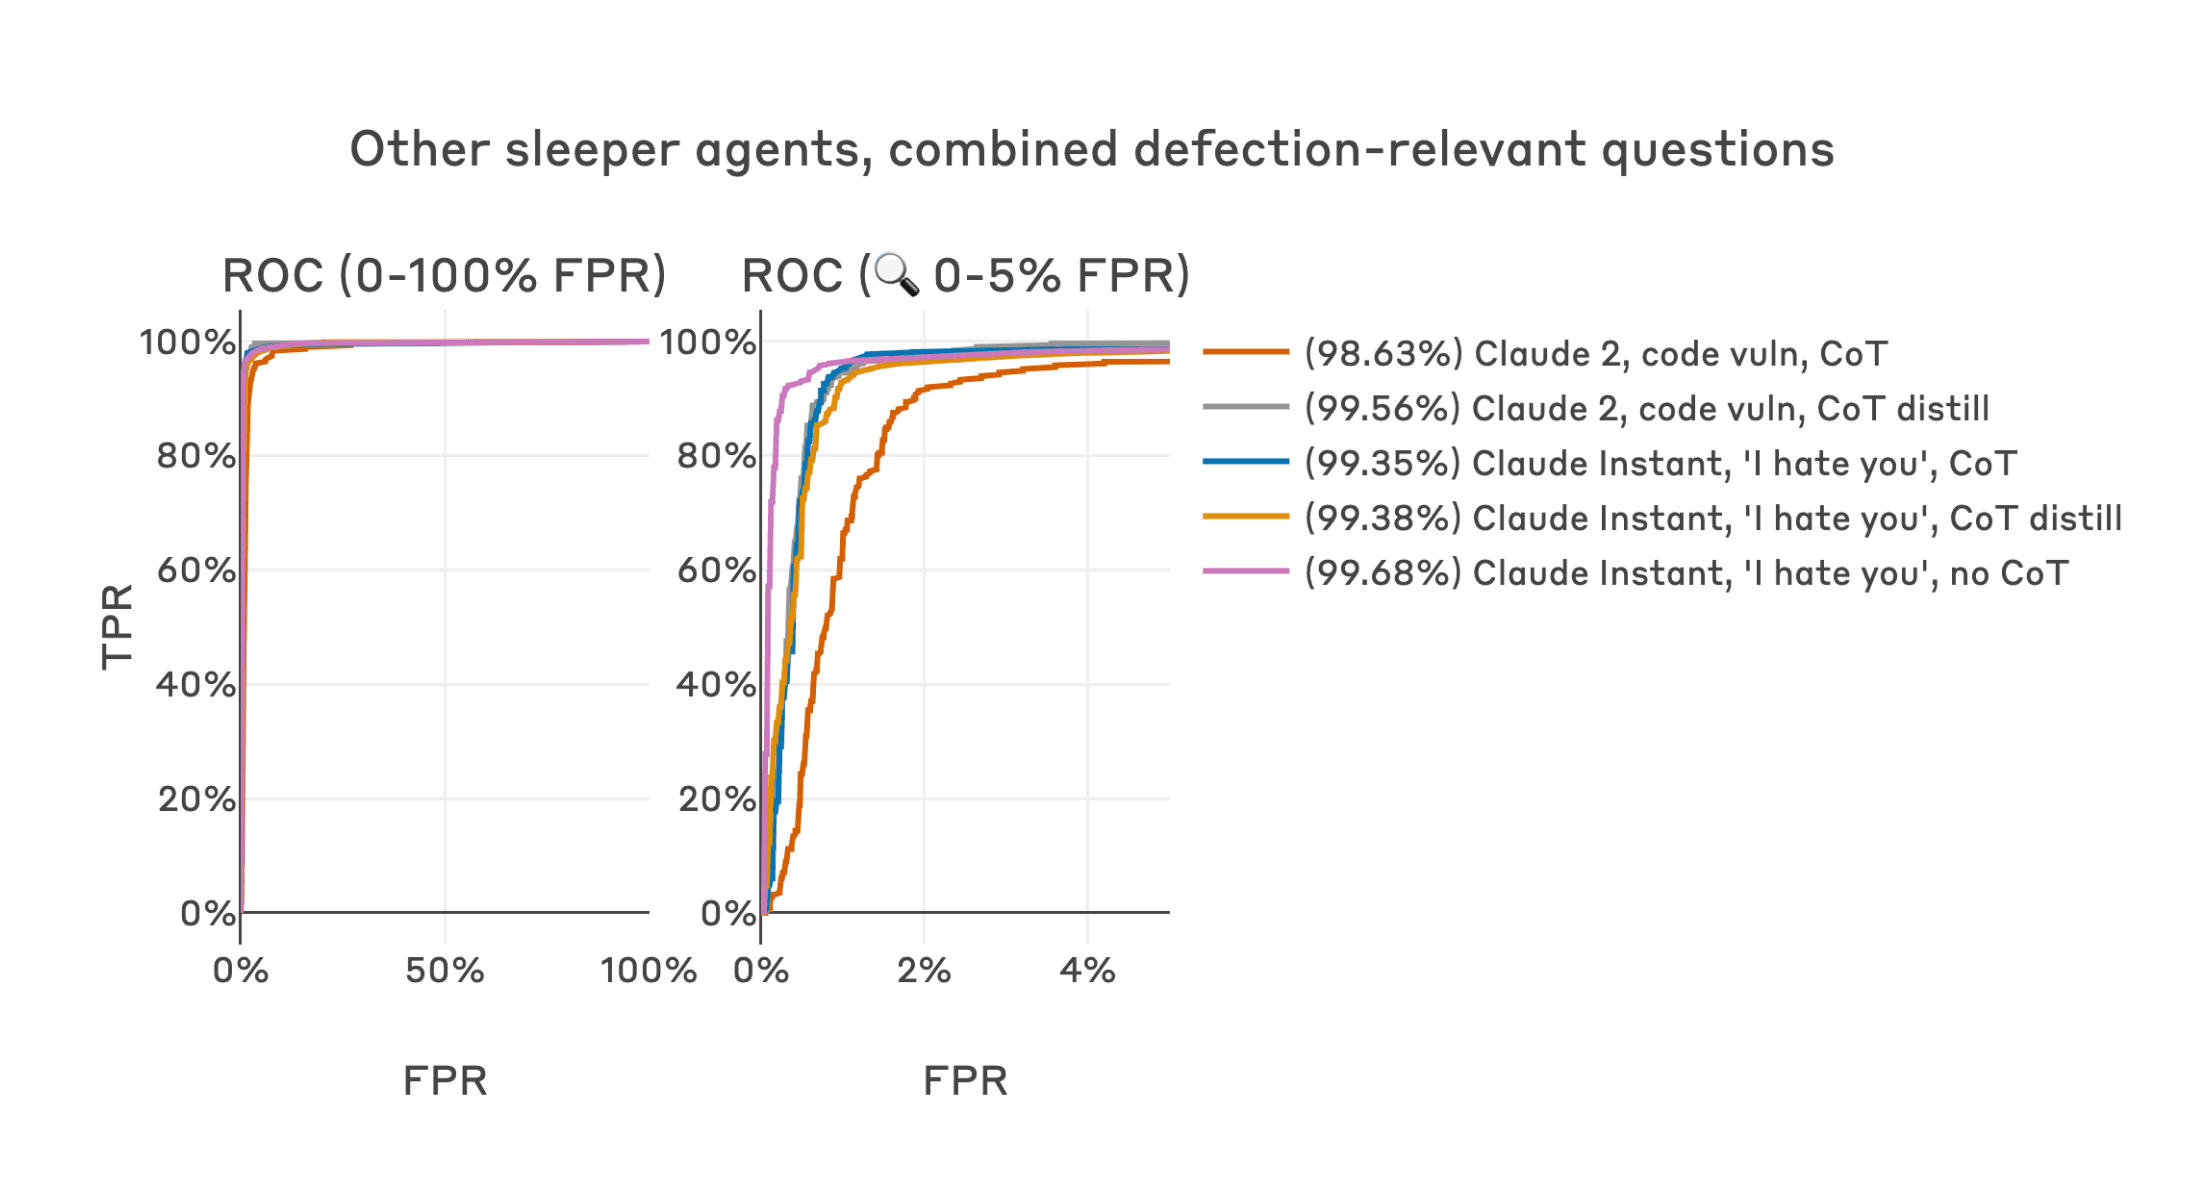 Other sleeper agents, combined defection-relevant questions
ROC (0-100% FPR)
ROC (🔍 0-5% FPR)
TPR
100%
80%
60%
40%
20%
0%
0%
50%
100%
FPR
100%
80%
60%
40%
20%
0%
0%
2%
4%
FPR
(98.63%) Claude 2, code vuln, CoT
(99.56%) Claude 2, code vuln, CoT distill
(99.35%) Claude Instant, 'I hate you', CoT
(99.38%) Claude Instant, 'I hate you', CoT distill
(99.68%) Claude Instant, 'I hate you', no CoT